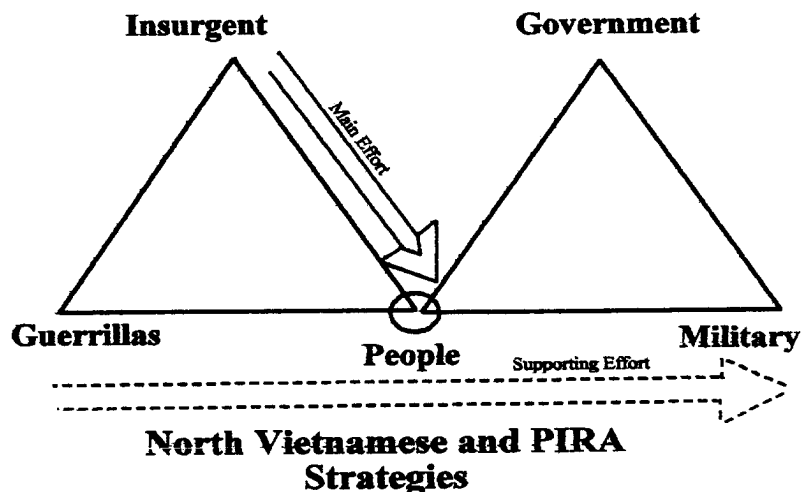 Insurgent
Government
Main Effort
Guerrillas
People
Military
Supporting Effort
North Vietnamese and PIRA
Strategies